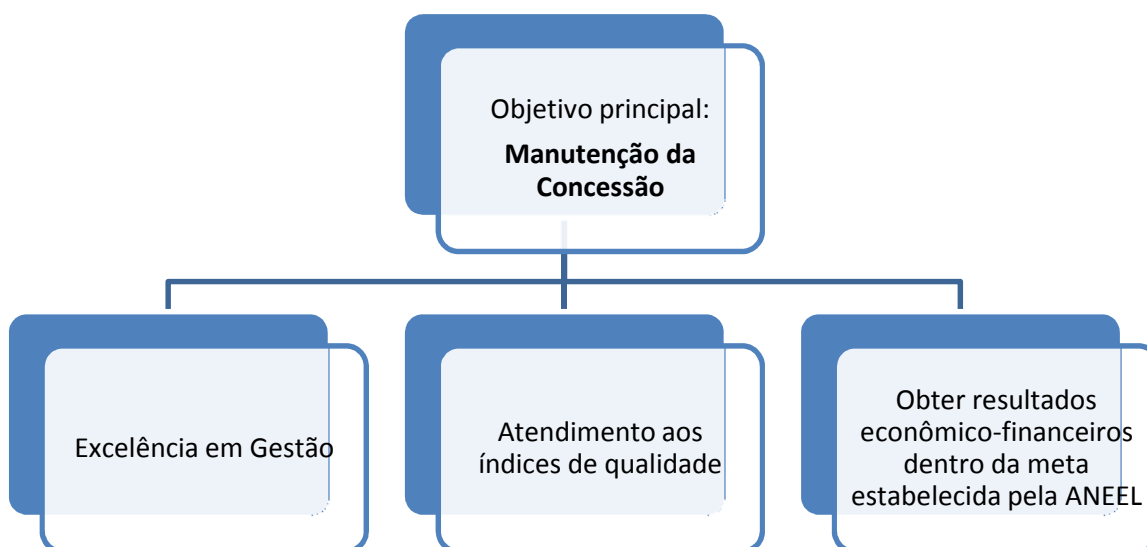 Objetivo principal:
Manutenção da
Concessão
Excelência em Gestão
Atendimento aos
índices de qualidade
Obter resultados
econômico-financeiros
dentro da meta
estabelecida pela ANEEL